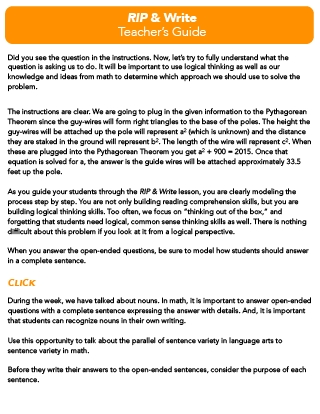 RIP & Write
Teacher's Guide
Did you see the question in the instructions. Now, let's try to fully understand what the
question is asking us to do. It will be important to use logical thinking as well as our
knowledge and ideas from math to determine which approach we should use to solve the
problem.
The instructions are clear. We are going to plug in the given information to the Pythagorean
Theorem since the guy-wires will form right triangles to the base of the poles. The height the
guy-wires will be attached up the pole will represent a² (which is unknown) and the distance
they are staked in the ground will represent b². The length of the wire will represent c². When
these are plugged into the Pythagorean Theorem you get a² + 900 = 2015. Once that
equation is solved for a, the answer is the guide wires will be attached approximately 33.5
feet up the pole.
As you guide your students through the RIP & Write lesson, you are clearly modeling the
process step by step. You are not only building reading comprehension skills, but you are
building logical thinking skills. Too often, we focus on "thinking out of the box," and
forgetting that students need logical, common sense thinking skills as well. There is nothing
difficult about this problem if you look at it from a logical perspective.
When you answer the open-ended questions, be sure to model how students should answer
in a complete sentence.
CLiCK
During the week, we have talked about nouns. In math, it is important to answer open-ended
questions with a complete sentence expressing the answer with details. And, it is important
that students can recognize nouns in their own writing.
Use this opportunity to talk about the parallel of sentence variety in language arts to
sentence variety in math.
Before they write their answers to the open-ended sentences, consider the purpose of each
sentence.